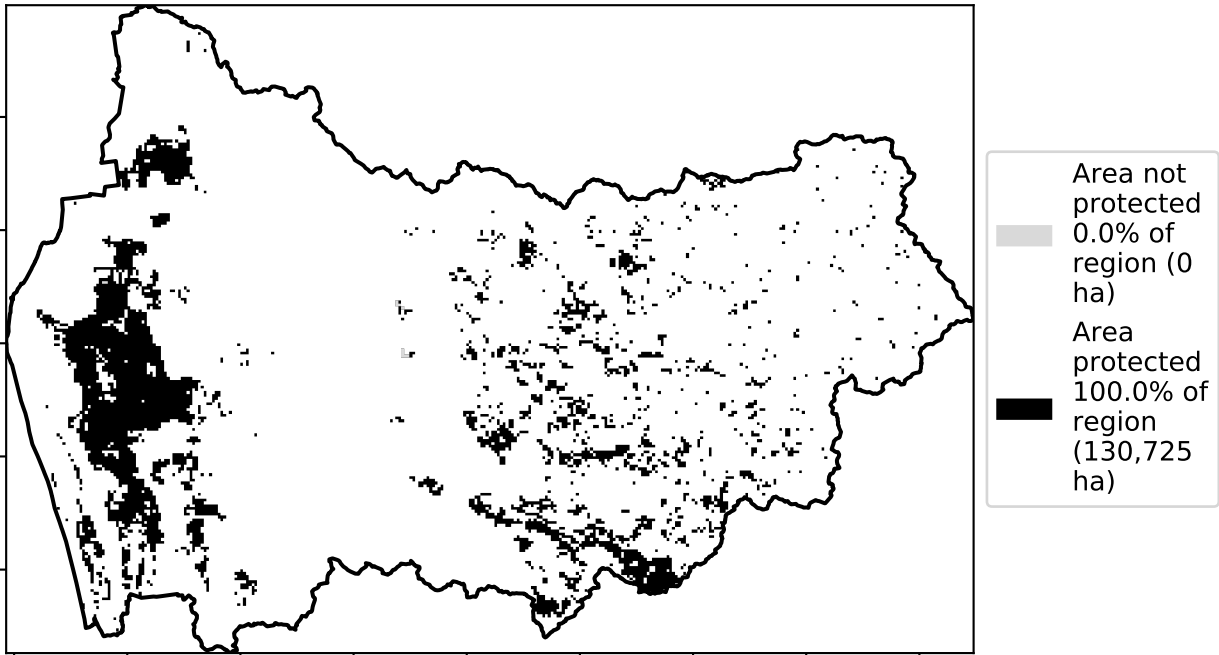 Area not
protected
0.0% of
region (0
ha)
Area
protected
100.0% of
region
(130,725
ha)